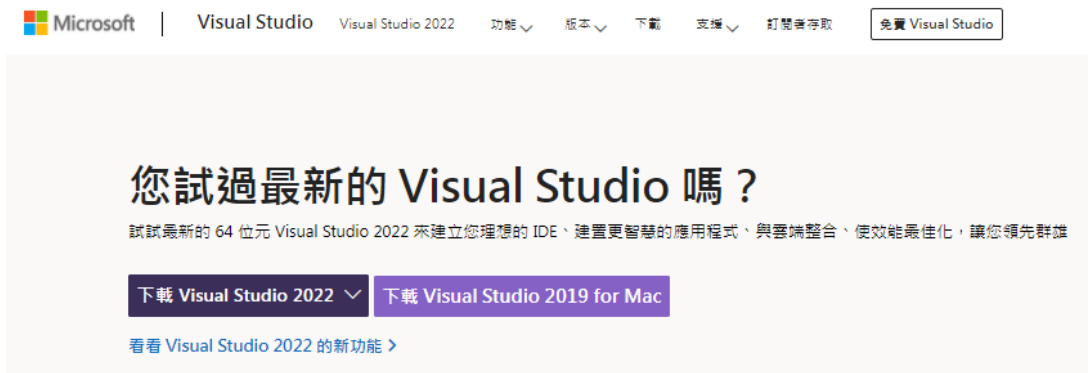 Microsoft Visual Studio Visual Studio 2022 功能 版本 下載 支援 訂閱者存取 免費 Visual Studio
您試過最新的 Visual Studio 嗎？
試試最新的 64 位元 Visual Studio 2022 來建立您理想的 IDE、建置更智慧的應用程式、與雲端整合、使效能最佳化，讓您領先群雄
下載 Visual Studio 2022 下載 Visual Studio 2019 for Mac
看看 Visual Studio 2022 的新功能